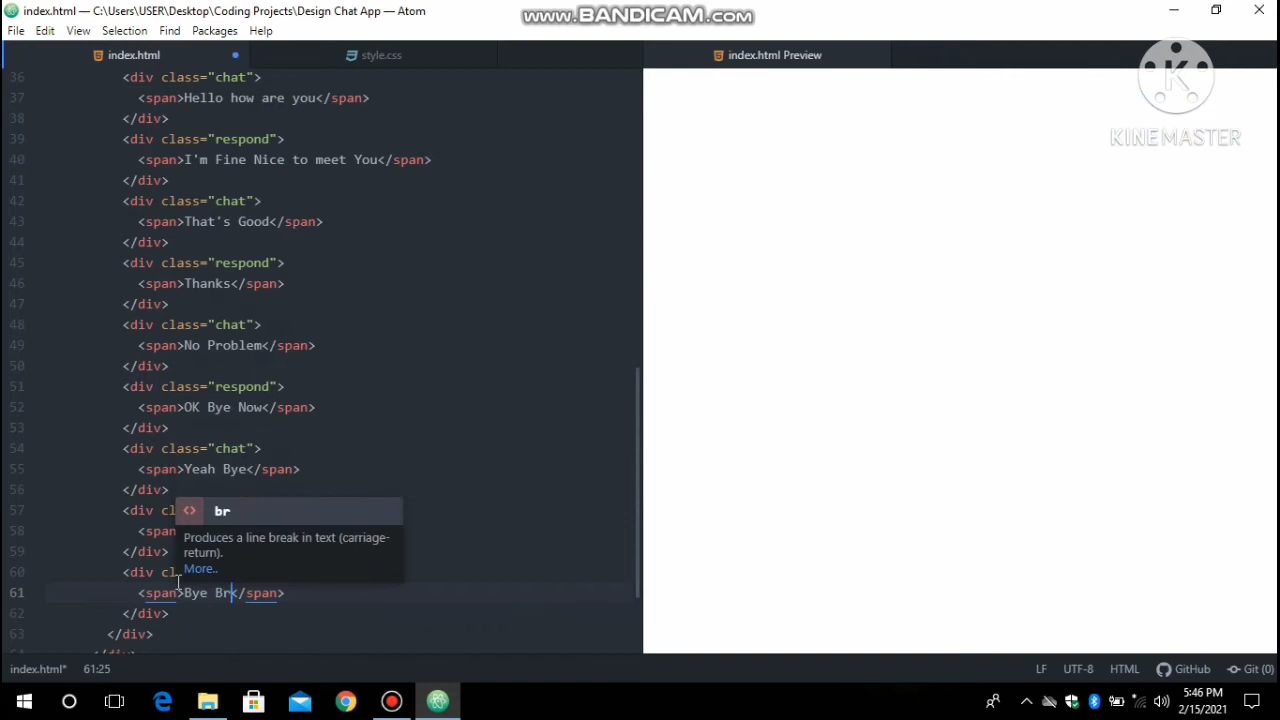 index.html — C:\Users\USER\Desktop\Coding Projects\Design Chat App — Atom
www.BANDICAM.com
File Edit View Selection Find Packages Help
index.html
style.css
index.html Preview
K
KINEMASTER
36 <div class="chat">
37 <span>Hello how are you</span>
38 </div>
39 <div class="respond">
40 <span>I'm Fine Nice to meet You</span>
41 </div>
42 <div class="chat">
43 <span>That's Good</span>
44 </div>
45 <div class="respond">
46 <span>Thanks</span>
47 </div>
48 <div class="chat">
49 <span>No Problem</span>
50 </div>
51 <div class="respond">
52 <span>OK Bye Now</span>
53 </div>
54 <div class="chat">
55 <span>Yeah Bye</span>
56 </div>
57 <div cl
br
58 <span
Produces a line break in text (carriage-
return).
59 </div>
More..
60 <div cl
61 <span>Bye Br</span>
62 </div>
63 </div>
index.html* 61:25
LF UTF-8 HTML GitHub Git (0)
5:46 PM
2/15/2021